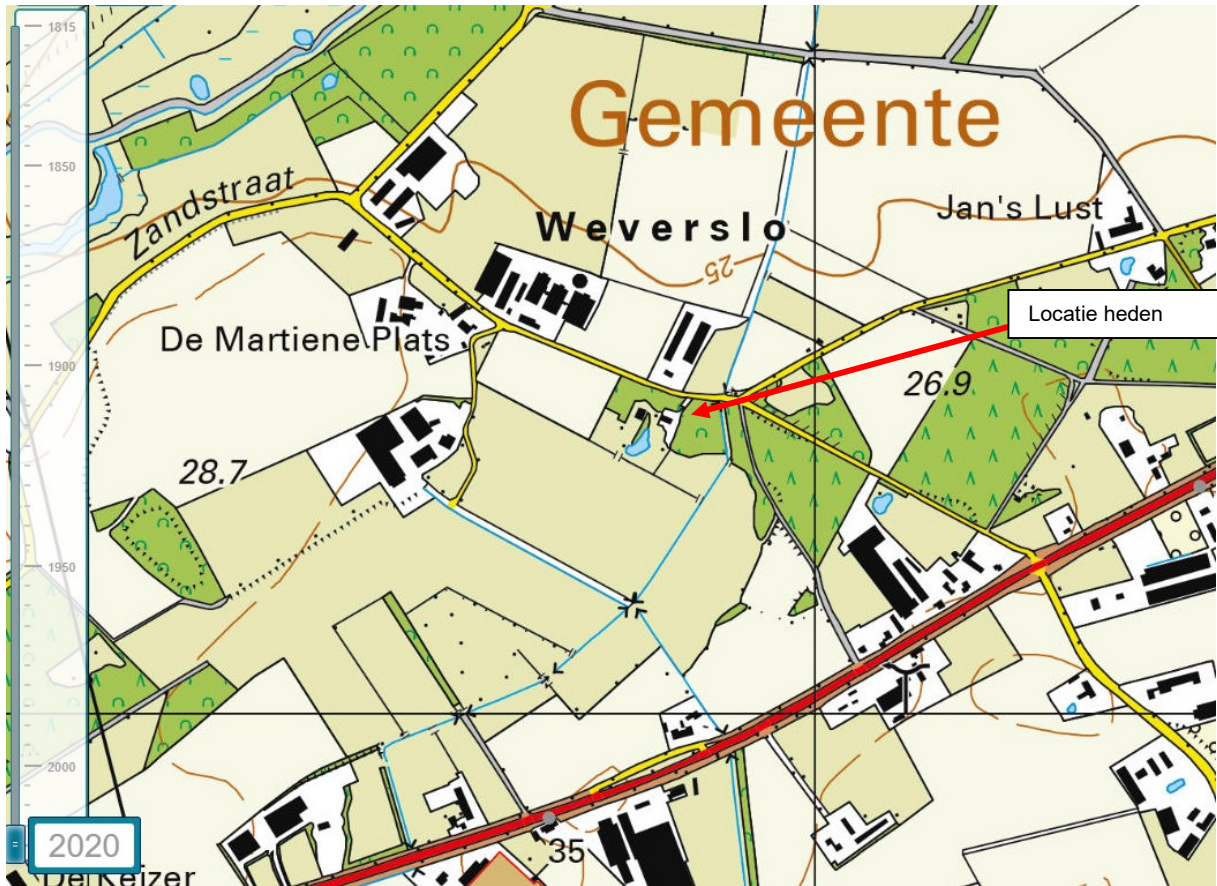 1815
1850
1900
1950
2000
2020
Gemeente
Zandstraat
Weverslo
Jan's Lust
25
Locatie heden
De Martiene Plats
26.9
28.7
35
De Keizer